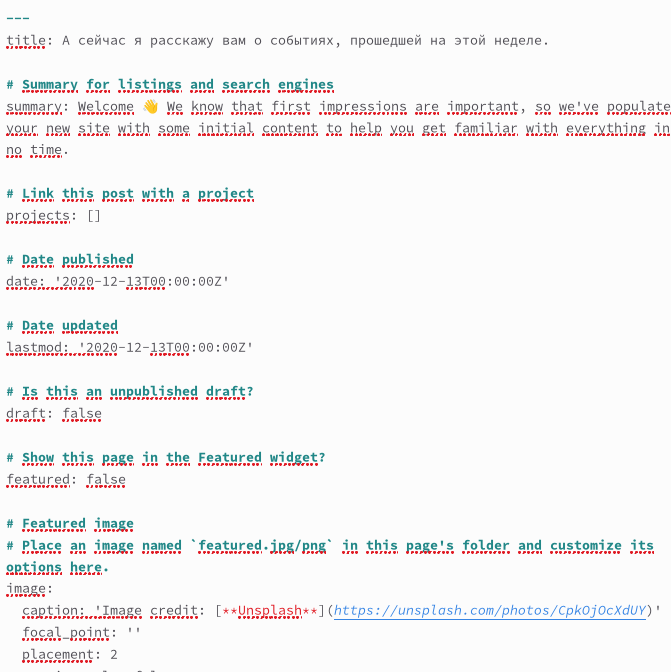 ---
title: А сейчас я расскажу вам о событиях, прошедшей на этой неделе.
# Summary for listings and search engines
summary: Welcome 👋 We know that first impressions are important, so we've populate
your new site with some initial content to help you get familiar with everything in
no time.
# Link this post with a project
projects: []
# Date published
date: '2020-12-13T00:00:00Z'
# Date updated
lastmod: '2020-12-13T00:00:00Z'
# Is this an unpublished draft?
draft: false
# Show this page in the Featured widget?
featured: false
# Featured image
# Place an image named `featured.jpg/png` in this page's folder and customize its
options here.
image:
caption: 'Image credit: [**Unsplash**](https://unsplash.com/photos/CpkOjOcXdUY)'
focal_point: ''
placement: 2